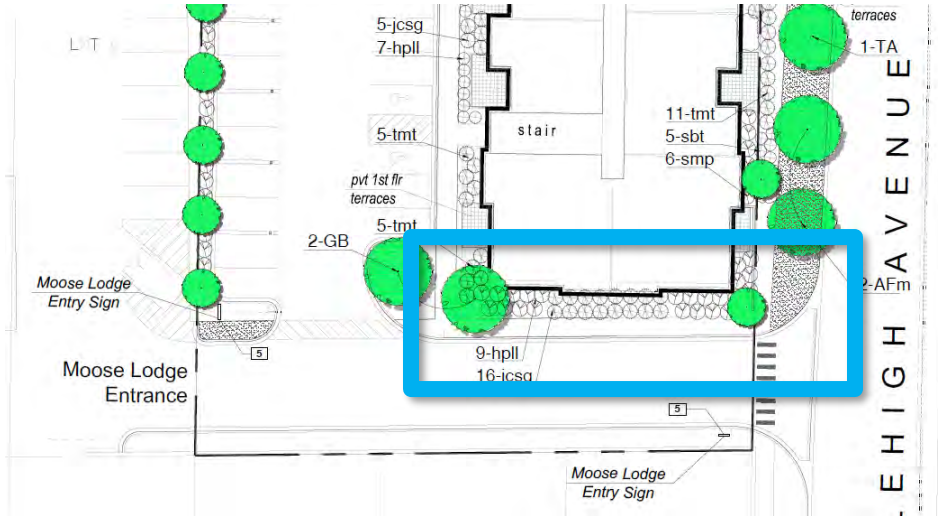 terraces
1-TA
5-jcsg
7-hpll
11-tmt
5-sbt
6-smp
stair
5-tmt
pvt 1st flr
terraces
5-tmt
2-GB
2-AFm
Moose Lodge
Entry Sign
5
9-hpll
16-jcsg
Moose Lodge
Entrance
5
Moose Lodge
Entry Sign
EHIGH AVENUE